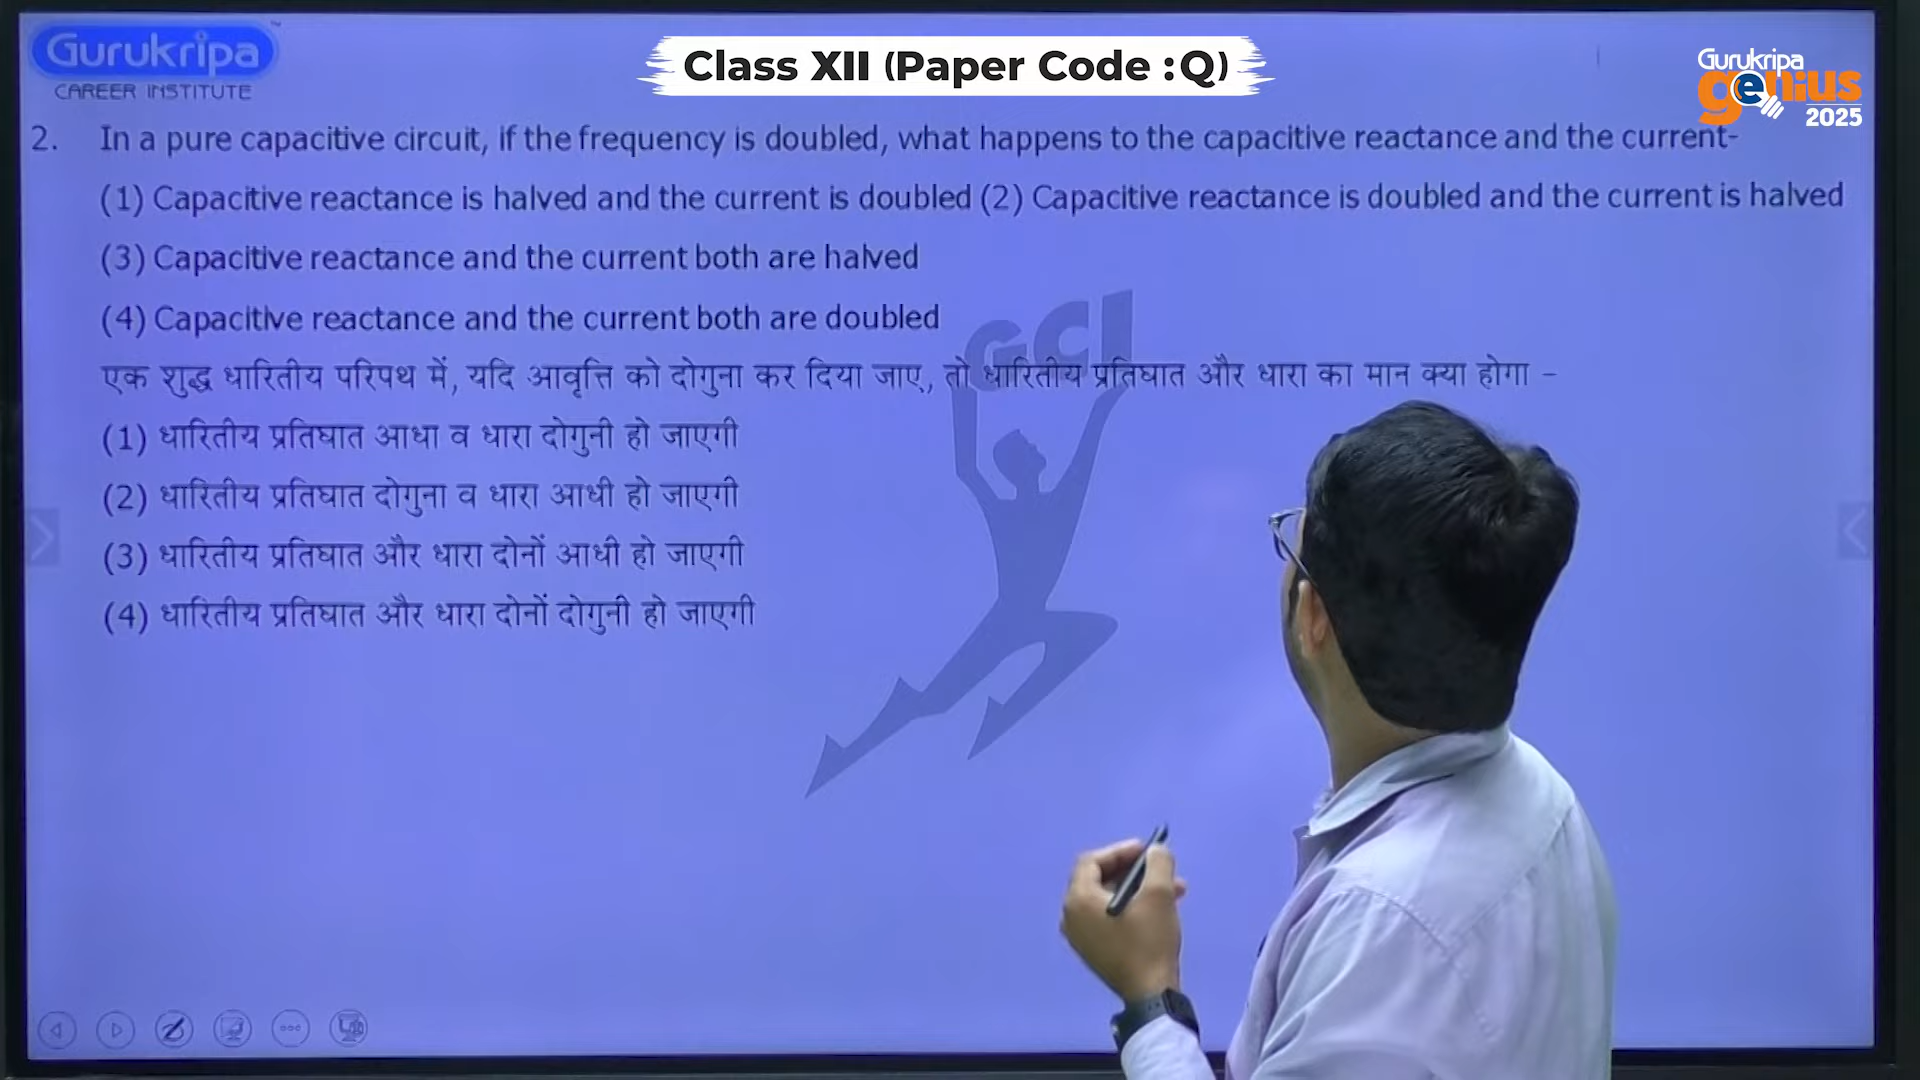 Gurukripa
CAREER INSTITUTE
Class XII (Paper Code :Q)
Gurukripa
genius
2025
2. In a pure capacitive circuit, if the frequency is doubled, what happens to the capacitive reactance and the current-
(1) Capacitive reactance is halved and the current is doubled (2) Capacitive reactance is doubled and the current is halved
(3) Capacitive reactance and the current both are halved
(4) Capacitive reactance and the current both are doubled
एक शुद्ध धारितीय परिपथ में, यदि आवृत्ति को दोगुना कर दिया जाए, तो धारितीय प्रतिघात और धारा का मान क्या होगा –
(1) धारितीय प्रतिघात आधा व धारा दोगुनी हो जाएगी
(2) धारितीय प्रतिघात दोगुना व धारा आधी हो जाएगी
(3) धारितीय प्रतिघात और धारा दोनों आधी हो जाएगी
(4) धारितीय प्रतिघात और धारा दोनों दोगुनी हो जाएगी
GCI